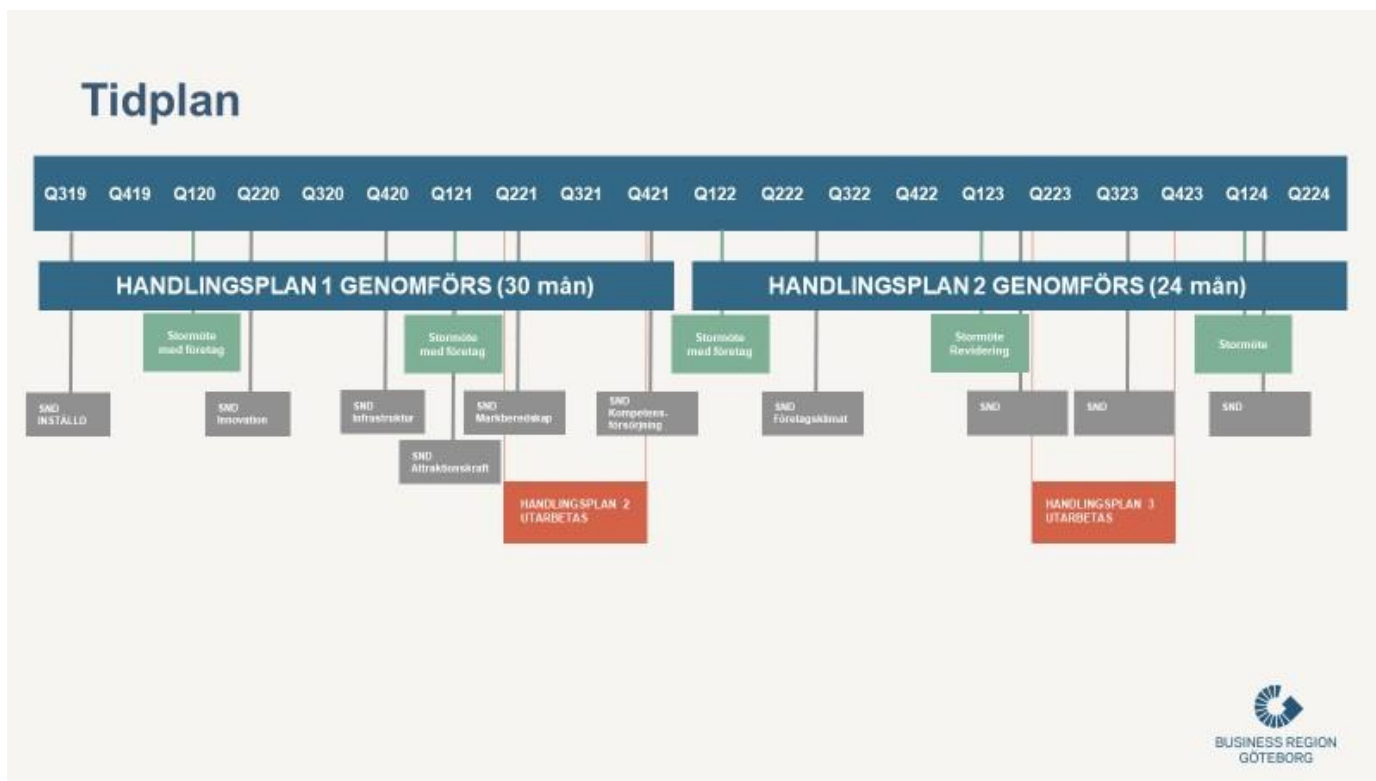 Tidplan
Q319 Q419 Q120 Q220 Q320 Q420 Q121 Q221 Q321 Q421 Q122 Q222 Q322 Q422 Q123 Q223 Q323 Q423 Q124 Q224
HANDLINGSPLAN 1 GENOMFÖRS (30 mån)
HANDLINGSPLAN 2 GENOMFÖRS (24 mån)
Stormöte
med företag
Stormöte
med företag
Stormöte
med företag
Stormöte
Revidering
Stormöte
SND
INSTÄLLD
SND
Innovation
SND
Infrastruktur
SND
Markberedskap
SND
Kompetens-
försörjning
SND
Företagsklimat
SND
SND
SND
SND
Attraktionskraft
HANDLINGSPLAN 2
UTARBETAS
HANDLINGSPLAN 3
UTARBETAS
BUSINESS REGION
GÖTEBORG